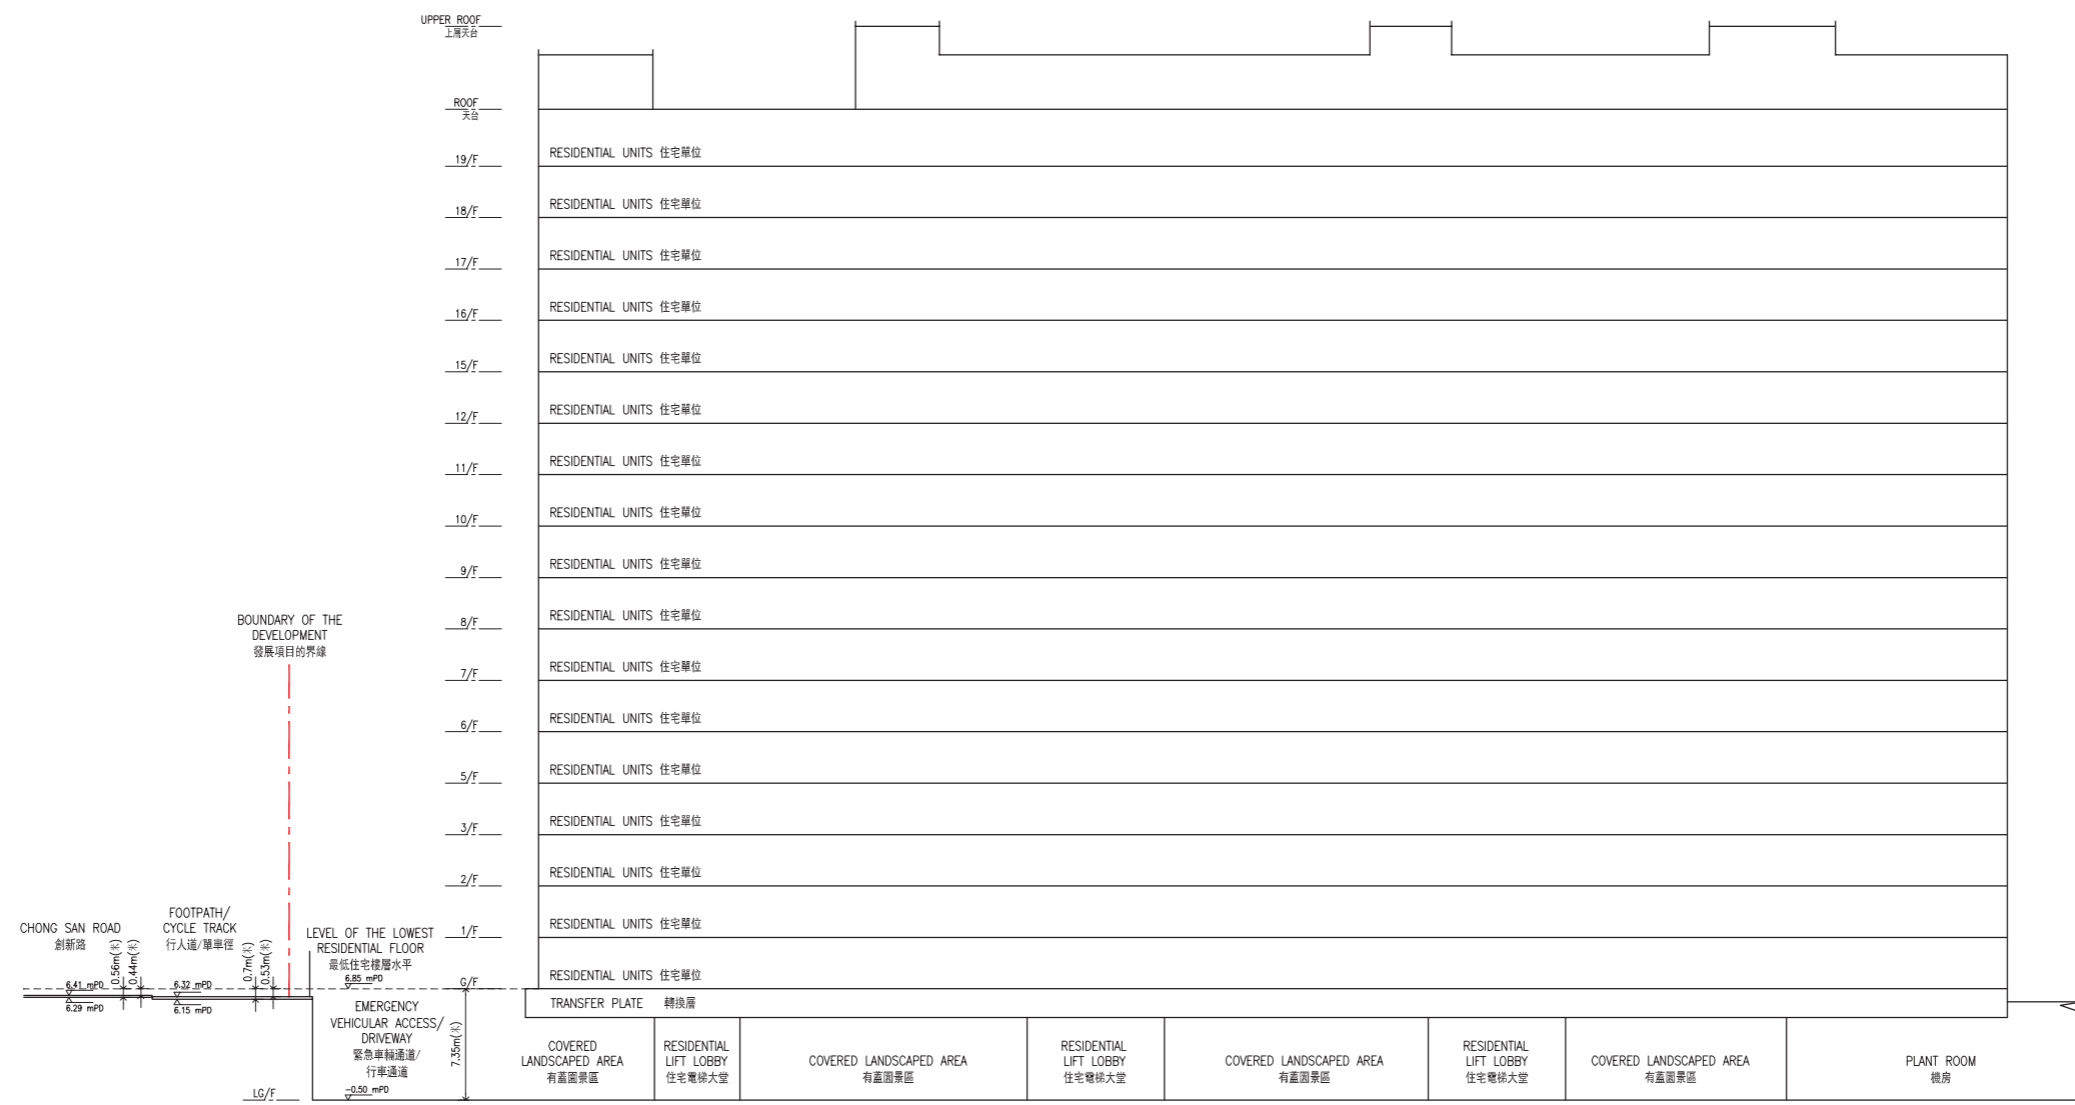 UPPER ROOF
上層天台
ROOF
天台
19/F
RESIDENTIAL UNITS 住宅單位
18/F
RESIDENTIAL UNITS 住宅單位
17/F
RESIDENTIAL UNITS 住宅單位
16/F
RESIDENTIAL UNITS 住宅單位
15/F
RESIDENTIAL UNITS 住宅單位
12/F
RESIDENTIAL UNITS 住宅單位
11/F
RESIDENTIAL UNITS 住宅單位
10/F
RESIDENTIAL UNITS 住宅單位
9/F
RESIDENTIAL UNITS 住宅單位
8/F
RESIDENTIAL UNITS 住宅單位
7/F
RESIDENTIAL UNITS 住宅單位
6/F
RESIDENTIAL UNITS 住宅單位
5/F
RESIDENTIAL UNITS 住宅單位
3/F
RESIDENTIAL UNITS 住宅單位
2/F
RESIDENTIAL UNITS 住宅單位
1/F
RESIDENTIAL UNITS 住宅單位
G/F
RESIDENTIAL UNITS 住宅單位
TRANSFER PLATE 轉換層
BOUNDARY OF THE
DEVELOPMENT
發展項目的界線
CHONG SAN ROAD
創新路
0.56m(米)
0.44m(米)
6.41 mPD
6.29 mPD
FOOTPATH/
CYCLE TRACK
行人道/單車徑
0.7m(米)
0.53m(米)
6.32 mPD
6.15 mPD
LEVEL OF THE LOWEST
RESIDENTIAL FLOOR
最低住宅樓層水平
6.85 mPD
EMERGENCY
VEHICULAR ACCESS/
DRIVEWAY
緊急車輛通道/
行車通道
7.35m(米)
-0.50 mPD
LG/F
COVERED
LANDSCAPED AREA
有蓋園景區
RESIDENTIAL
LIFT LOBBY
住宅電梯大堂
COVERED LANDSCAPED AREA
有蓋園景區
RESIDENTIAL
LIFT LOBBY
住宅電梯大堂
COVERED LANDSCAPED AREA
有蓋園景區
RESIDENTIAL
LIFT LOBBY
住宅電梯大堂
COVERED LANDSCAPED AREA
有蓋園景區
PLANT ROOM
機房